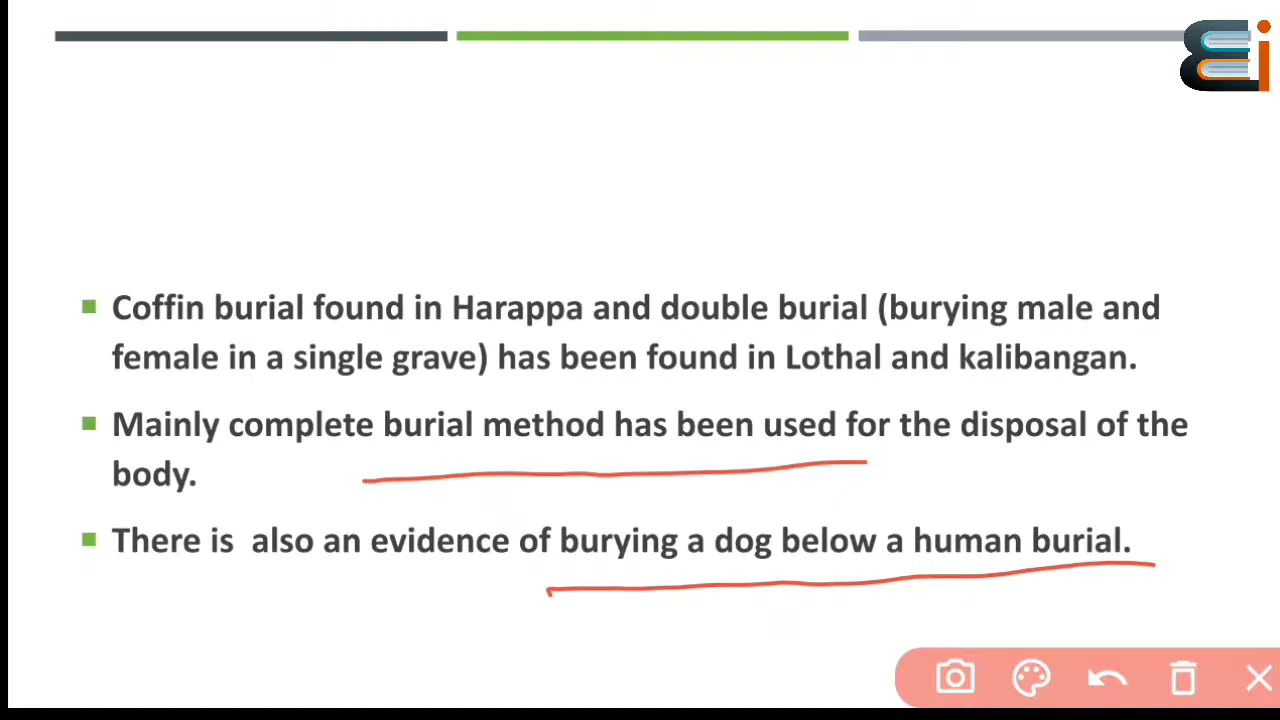 Ei
Coffin burial found in Harappa and double burial (burying male and
female in a single grave) has been found in Lothal and kalibangan.
Mainly complete burial method has been used for the disposal of the
body.
There is also an evidence of burying a dog below a human burial.